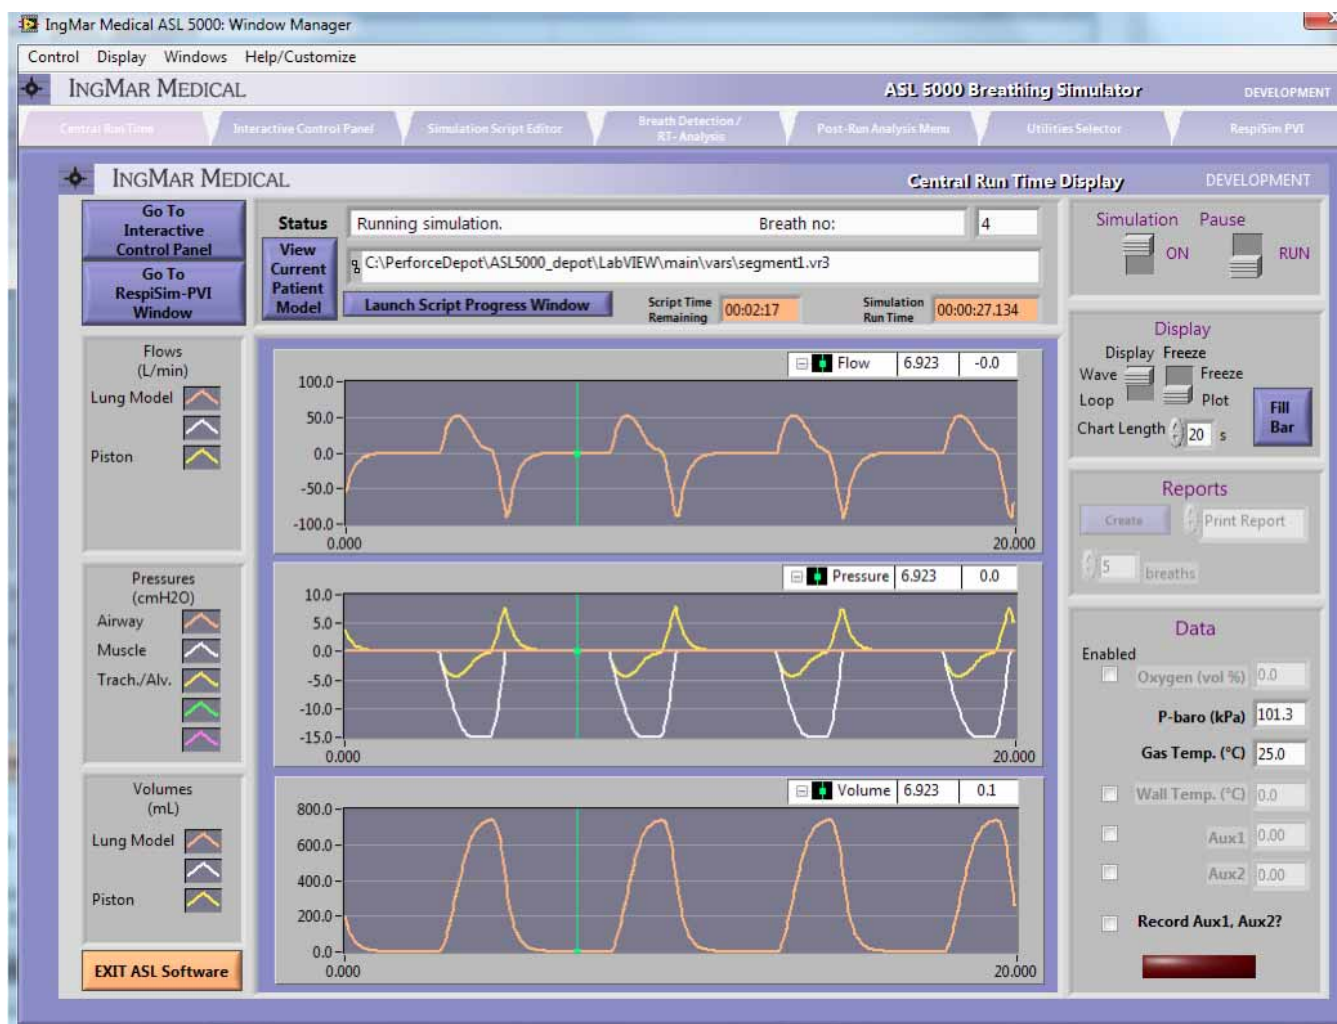 IngMar Medical ASL 5000: Window Manager
Control Display Windows Help/Customize
INGMAR MEDICAL ASL 5000 Breathing Simulator DEVELOPMENT
Central Run Time
Interactive Control Panel
Simulation Script Editor
Breath Detection /
RT- Analysis
Post-Run Analysis Menu
Utilities Selector
RespiSim PVI
INGMAR MEDICAL Central Run Time Display DEVELOPMENT
Go To
Interactive
Control Panel
Go To
RespiSim-PVI
Window
Status Running simulation. Breath no: 4
View
Current
Patient
Model
C:\PerforceDepot\ASL5000_depot\LabVIEW\main\vars\segment1.vr3
Launch Script Progress Window
Script Time
Remaining
00:02:17
Simulation
Run Time
00:00:27.134
Simulation Pause
ON RUN
Flows
(L/min)
Lung Model
Piston
Flow 6.923 -0.0
100.0
50.0
0.0
-50.0
-100.0
0.000 20.000
Display
Display Freeze
Wave Freeze
Loop Plot
Chart Length 20 s
Fill
Bar
Reports
Create Print Report
5 breaths
Pressures
(cmH2O)
Airway
Muscle
Trach./Alv.
Pressure 6.923 0.0
10.0
5.0
0.0
-5.0
-10.0
-15.0
0.000 20.000
Data
Enabled
Oxygen (vol %) 0.0
P-baro (kPa) 101.3
Gas Temp. (°C) 25.0
Wall Temp. (°C) 0.0
Aux1 0.00
Aux2 0.00
Record Aux1, Aux2?
Volumes
(mL)
Lung Model
Piston
Volume 6.923 0.1
800.0
600.0
400.0
200.0
0.0
0.000 20.000
EXIT ASL Software